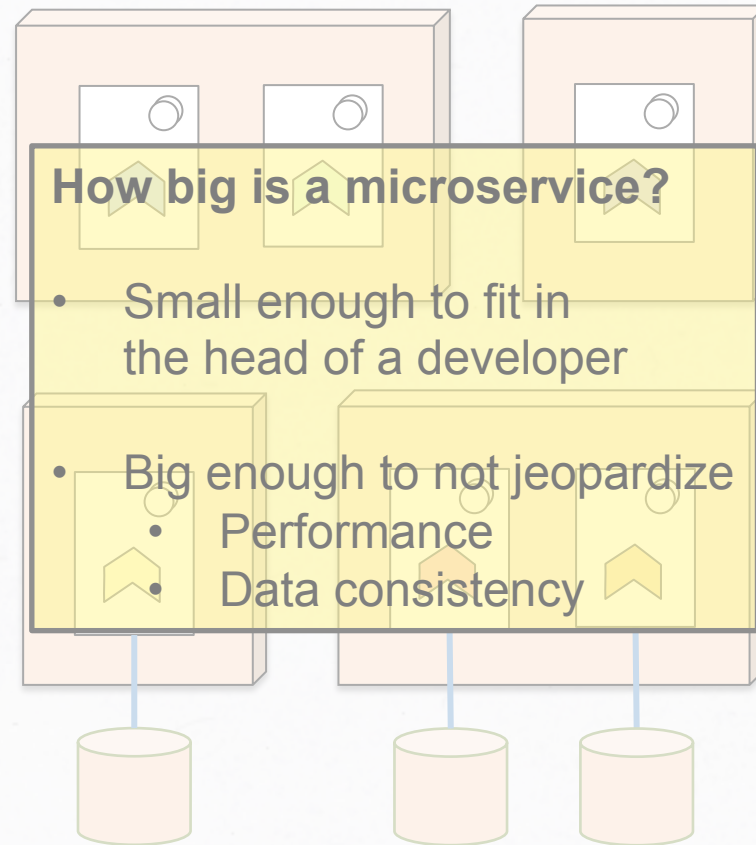 How big is a microservice?
• Small enough to fit in
the head of a developer
• Big enough to not jeopardize
• Performance
• Data consistency